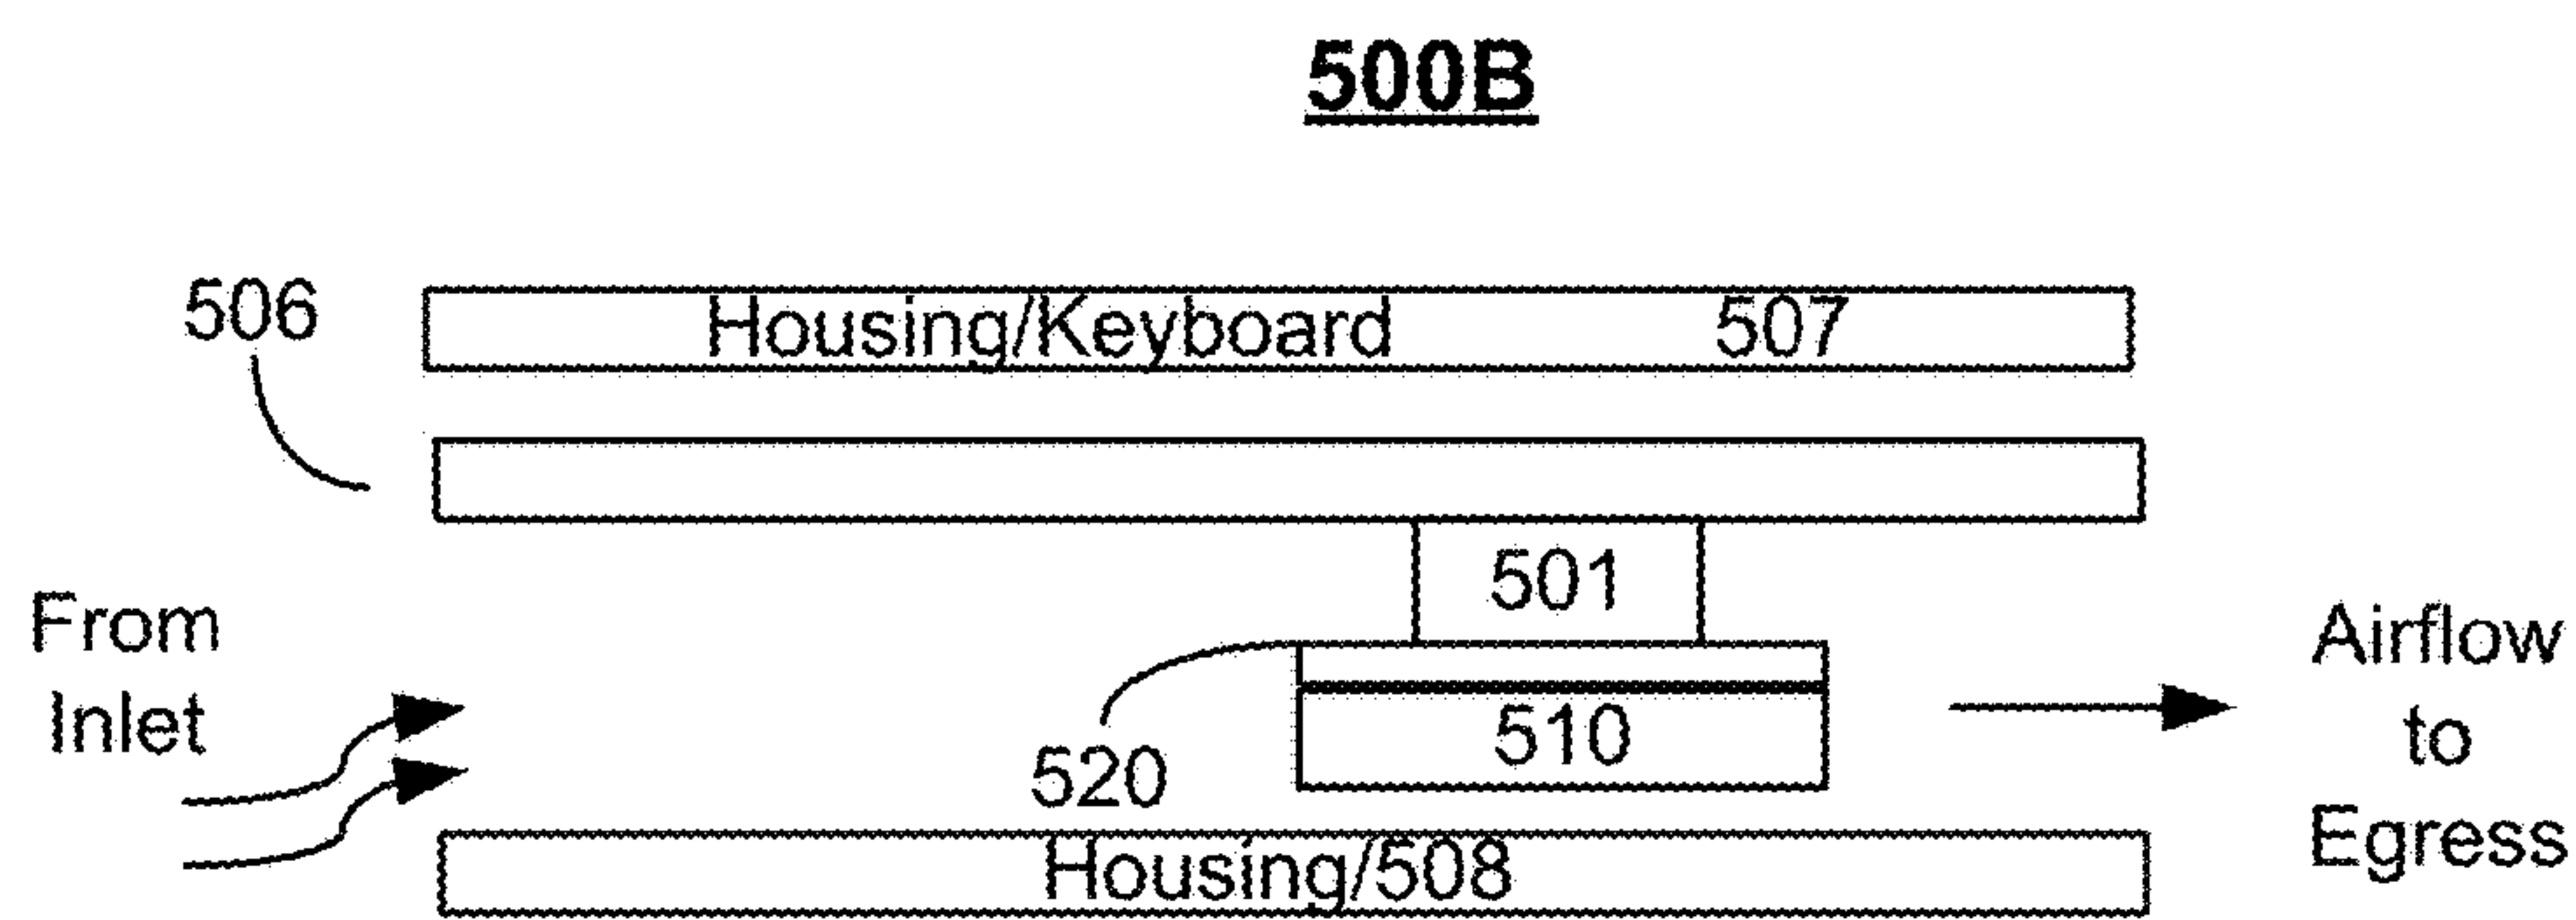 500B
506
Housing/Keyboard 507
501
From
Inlet
520
510
Airflow
to
Egress
Housing/508